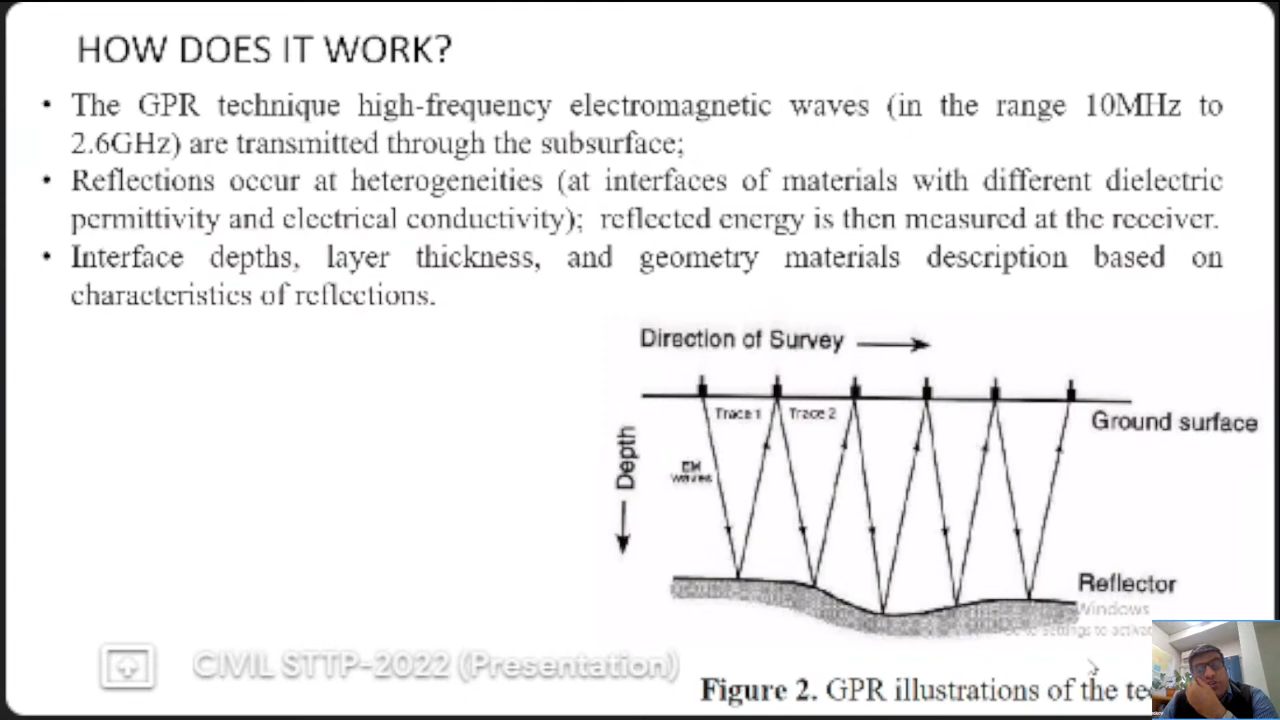 HOW DOES IT WORK?
• The GPR technique high-frequency electromagnetic waves (in the range 10MHz to
2.6GHz) are transmitted through the subsurface;
• Reflections occur at heterogeneities (at interfaces of materials with different dielectric
permittivity and electrical conductivity); reflected energy is then measured at the receiver.
• Interface depths, layer thickness, and geometry materials description based on
characteristics of reflections.
Direction of Survey
Trace 1
Trace 2
Ground surface
EM
waves
Depth
Reflector
Windows
settings to activa
CIVIL STTP-2022 (Presentation)
Figure 2. GPR illustrations of the te